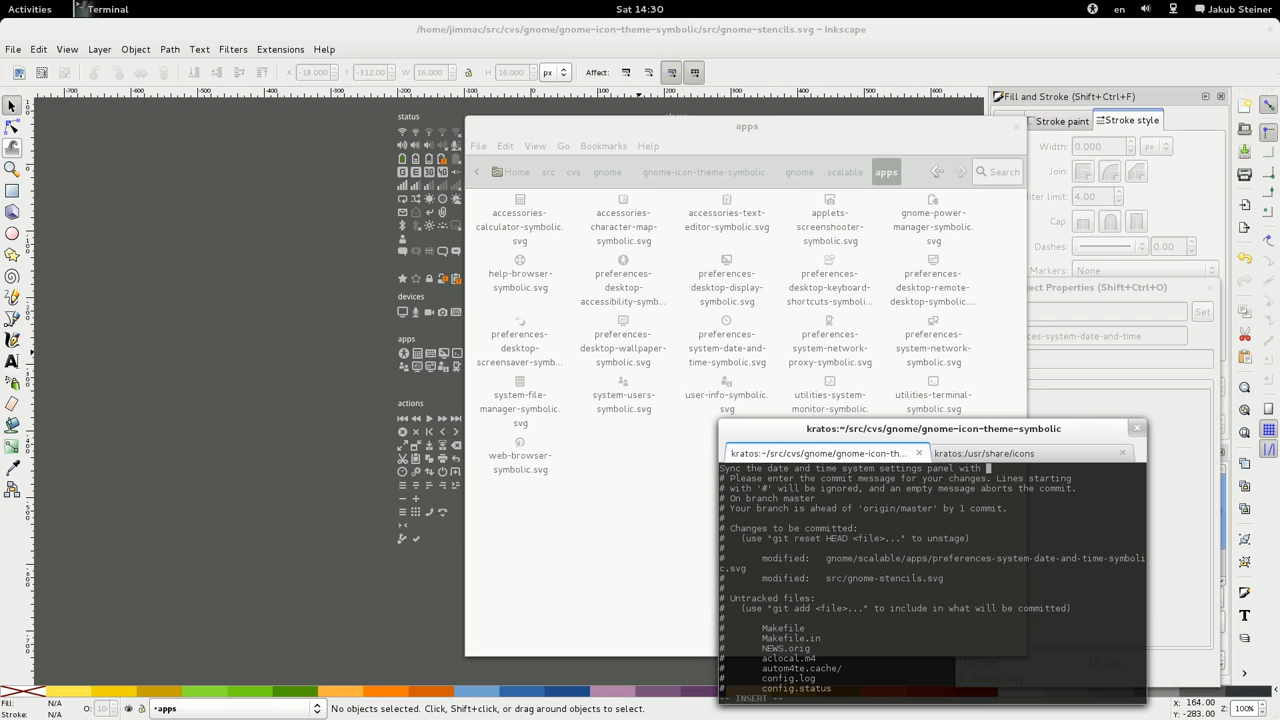 Activities
Terminal
Sat 14:30
en
Jakub Steiner
/home/jimmac/src/cvs/gnome/gnome-icon-theme-symbolic/src/gnome-stencils.svg - Inkscape
File Edit View Layer Object Path Text Filters Extensions Help
X -18.000 Y -312.00 W 16.000 H 16.000 px Affect:
-700 -500 -400 -300 -200 -100 0 100 200 300 400 500 600
status
devices
apps
actions
apps
File Edit View Go Bookmarks Help
Home src cvs gnome gnome-icon-theme-symbolic gnome scalable apps Search
accessories-calculator-symbolic.svg
accessories-character-map-symbolic.svg
accessories-text-editor-symbolic.svg
applets-screenshooter-symbolic.svg
gnome-power-manager-symbolic.svg
help-browser-symbolic.svg
preferences-desktop-accessibility-symb...
preferences-desktop-display-symbolic.svg
preferences-desktop-keyboard-shortcuts-symboli...
preferences-desktop-remote-desktop-symbolic....
preferences-desktop-screensaver-symb...
preferences-desktop-wallpaper-symbolic.svg
preferences-system-date-and-time-symbolic.svg
preferences-system-network-proxy-symbolic.svg
preferences-system-network-symbolic.svg
system-file-manager-symbolic.svg
system-users-symbolic.svg
user-info-symbolic.svg
utilities-system-monitor-symbolic.svg
utilities-terminal-symbolic.svg
web-browser-symbolic.svg
Fill and Stroke (Shift+Ctrl+F)
Stroke paint
Stroke style
Width: 0.000 px
Join:
iter limit: 4.00
Cap:
Dashes: 0.00
Markers: None
ject Properties (Shift+Ctrl+O)
Set
ces-system-date-and-time
kratos:~/src/cvs/gnome/gnome-icon-theme-symbolic
kratos:~/src/cvs/gnome/gnome-icon-th...
kratos:/usr/share/icons
Sync the date and time system settings panel with
# Please enter the commit message for your changes. Lines starting
# with '#' will be ignored, and an empty message aborts the commit.
# On branch master
# Your branch is ahead of 'origin/master' by 1 commit.
#
# Changes to be committed:
#   (use "git reset HEAD <file>..." to unstage)
#
#       modified:   gnome/scalable/apps/preferences-system-date-and-time-symboli
c.svg
#       modified:   src/gnome-stencils.svg
#
# Untracked files:
#   (use "git add <file>..." to include in what will be committed)
#
#       Makefile
#       Makefile.in
#       NEWS.orig
#       aclocal.m4
#       autom4te.cache/
#       config.log
#       config.status
-- INSERT --
Fill: N/A
Stroke: N/A
O:
•apps
No objects selected. Click, Shift+click, or drag around objects to select.
X: 164.00
Y: -283.00
Z: 100%